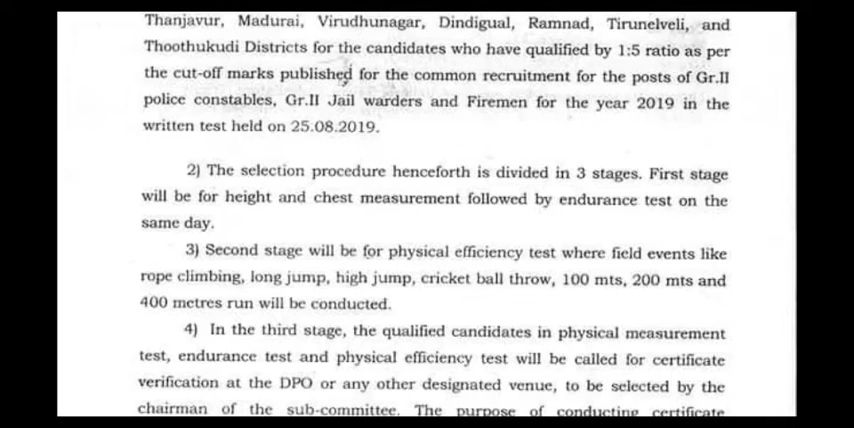 Thanjavur, Madurai, Virudhunagar, Dindigual, Ramnad, Tirunelveli, and
Thoothukudi Districts for the candidates who have qualified by 1:5 ratio as per
the cut-off marks published for the common recruitment for the posts of Gr.II
police constables, Gr.II Jail warders and Firemen for the year 2019 in the
written test held on 25.08.2019.
2) The selection procedure henceforth is divided in 3 stages. First stage
will be for height and chest measurement followed by endurance test on the
same day.
3) Second stage will be for physical efficiency test where field events like
rope climbing, long jump, high jump, cricket ball throw, 100 mts, 200 mts and
400 metres run will be conducted.
4) In the third stage, the qualified candidates in physical measurement
test, endurance test and physical efficiency test will be called for certificate
verification at the DPO or any other designated venue, to be selected by the
chairman of the sub-committee. The purpose of conducting certificate